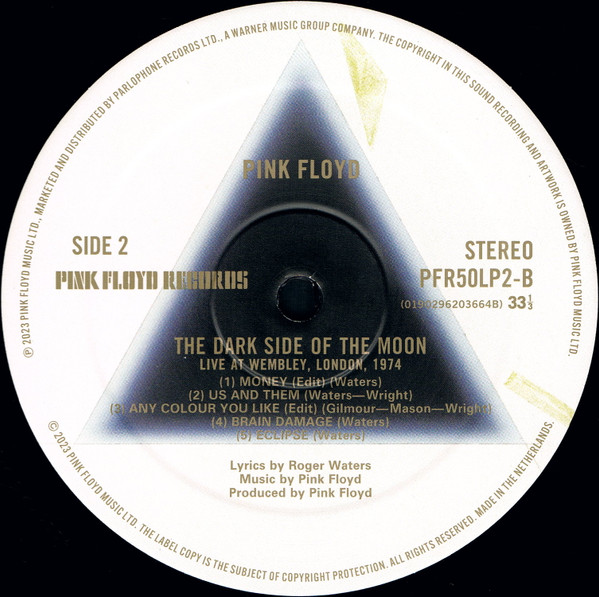 ℗ 2023 PINK FLOYD MUSIC LTD., MARKETED AND DISTRIBUTED BY PARLOPHONE RECORDS LTD., A WARNER MUSIC GROUP COMPANY. THE COPYRIGHT IN THIS SOUND RECORDING AND ARTWORK IS OWNED BY PINK FLOYD MUSIC LTD.
PINK FLOYD
SIDE 2
STEREO
PINK FLOYD RECORDS
PFR50LP2-B
(0190296203664B) 33⅓
THE DARK SIDE OF THE MOON
LIVE AT WEMBLEY, LONDON, 1974
(1) MONEY (Edit) (Waters)
(2) US AND THEM (Waters–Wright)
(3) ANY COLOUR YOU LIKE (Edit) (Gilmour–Mason–Wright)
(4) BRAIN DAMAGE (Waters)
(5) ECLIPSE (Waters)
Lyrics by Roger Waters
Music by Pink Floyd
Produced by Pink Floyd
© 2023 PINK FLOYD MUSIC LTD. THE LABEL COPY IS THE SUBJECT OF COPYRIGHT PROTECTION. ALL RIGHTS RESERVED. MADE IN THE NETHERLANDS.